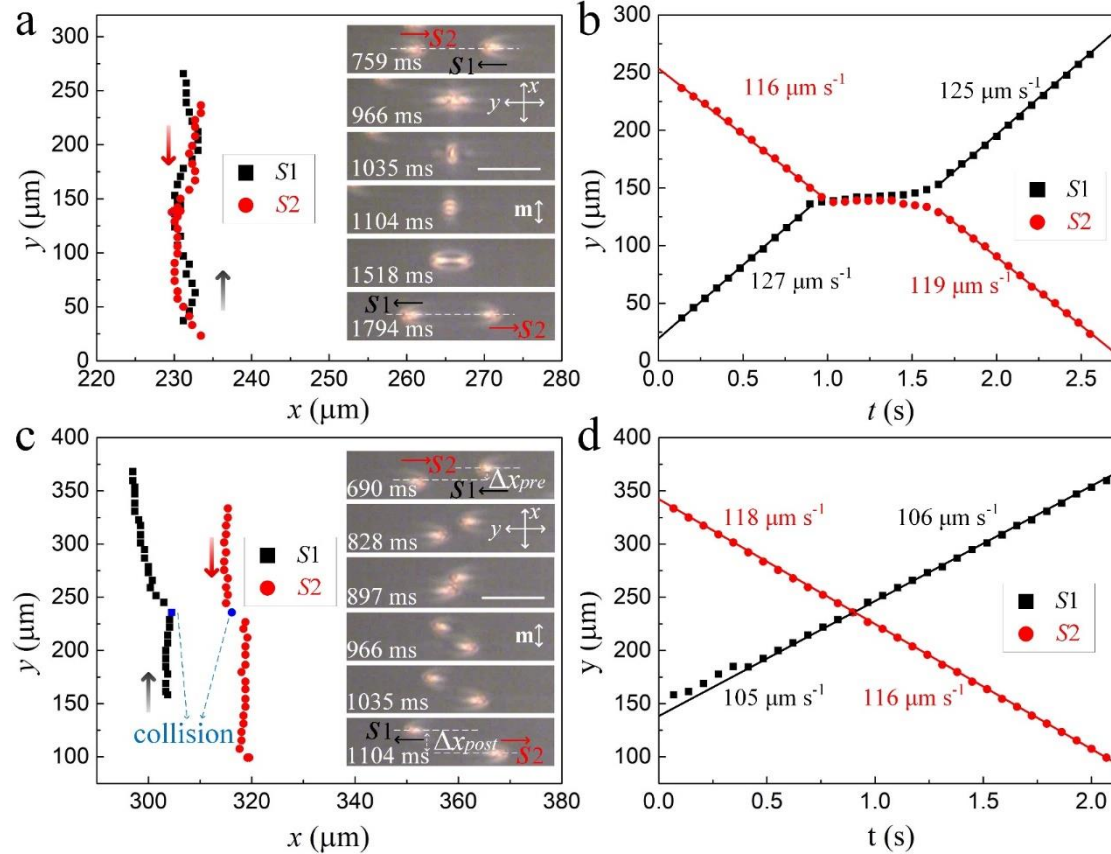 a
300
250
200
150
100
50
0
y (μm)
220 230 240 250 260 270 280
x (μm)
S1
S2
S2
S1
759 ms
x
y
966 ms
1035 ms
m
1104 ms
1518 ms
S1
S2
1794 ms
b
300
250
200
150
100
50
0
y (μm)
116 μm s-1
125 μm s-1
127 μm s-1
119 μm s-1
S1
S2
0.0 0.5 1.0 1.5 2.0 2.5
t (s)
c
400
350
300
250
200
150
100
y (μm)
300 320 340 360 380
x (μm)
S1
S2
collision
S2
S1
Δxpre
690 ms
x
y
828 ms
897 ms
m
966 ms
1035 ms
S1
Δxpost
S2
1104 ms
d
400
350
300
250
200
150
100
y (μm)
118 μm s-1
106 μm s-1
105 μm s-1
116 μm s-1
S1
S2
0.0 0.5 1.0 1.5 2.0
t (s)